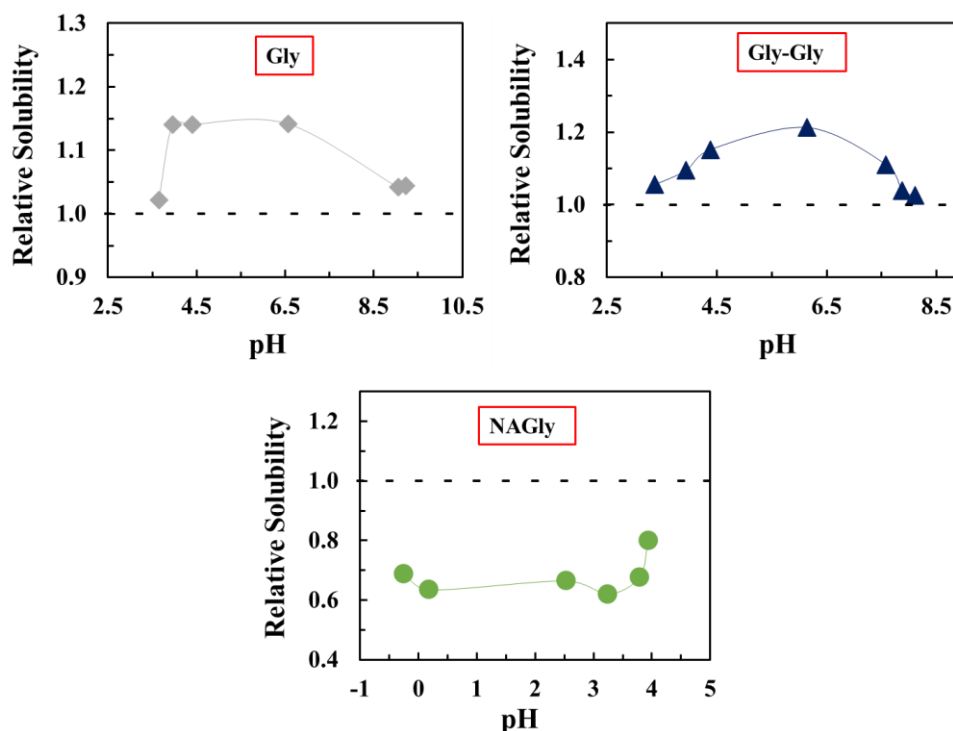 Relative Solubility
1.3
1.2
1.1
1.0
0.9
Gly
2.5 4.5 6.5 8.5 10.5
pH
Relative Solubility
1.4
1.2
1.0
0.8
Gly-Gly
2.5 4.5 6.5 8.5
pH
Relative Solubility
1.2
1.0
0.8
0.6
0.4
NAGly
-1 0 1 2 3 4 5
pH